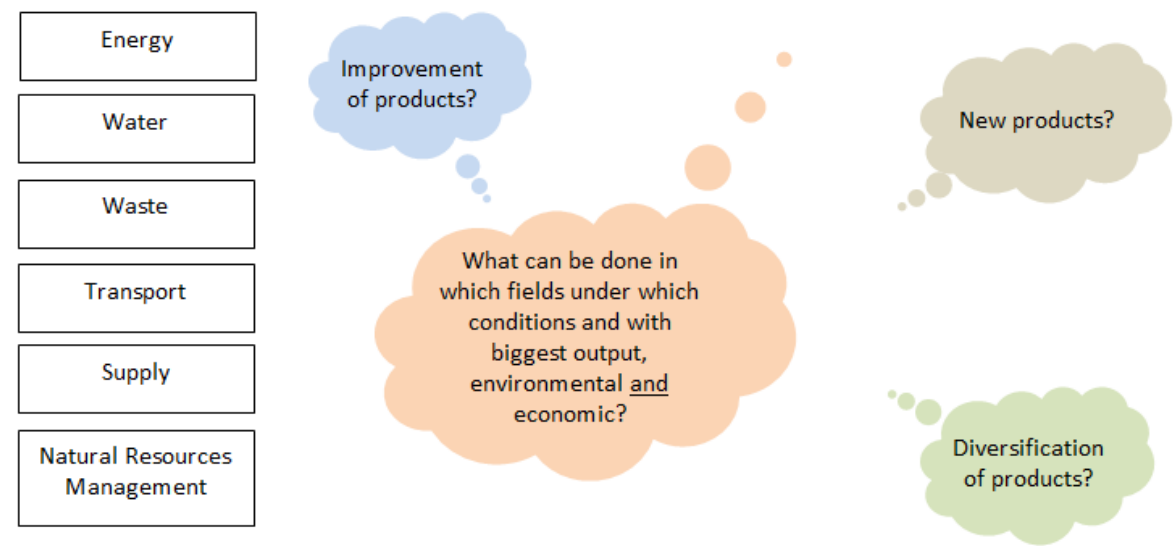 Energy
Water
Waste
Transport
Supply
Natural Resources
Management
Improvement
of products?
What can be done in
which fields under which
conditions and with
biggest output,
environmental and
economic?
New products?
Diversification
of products?